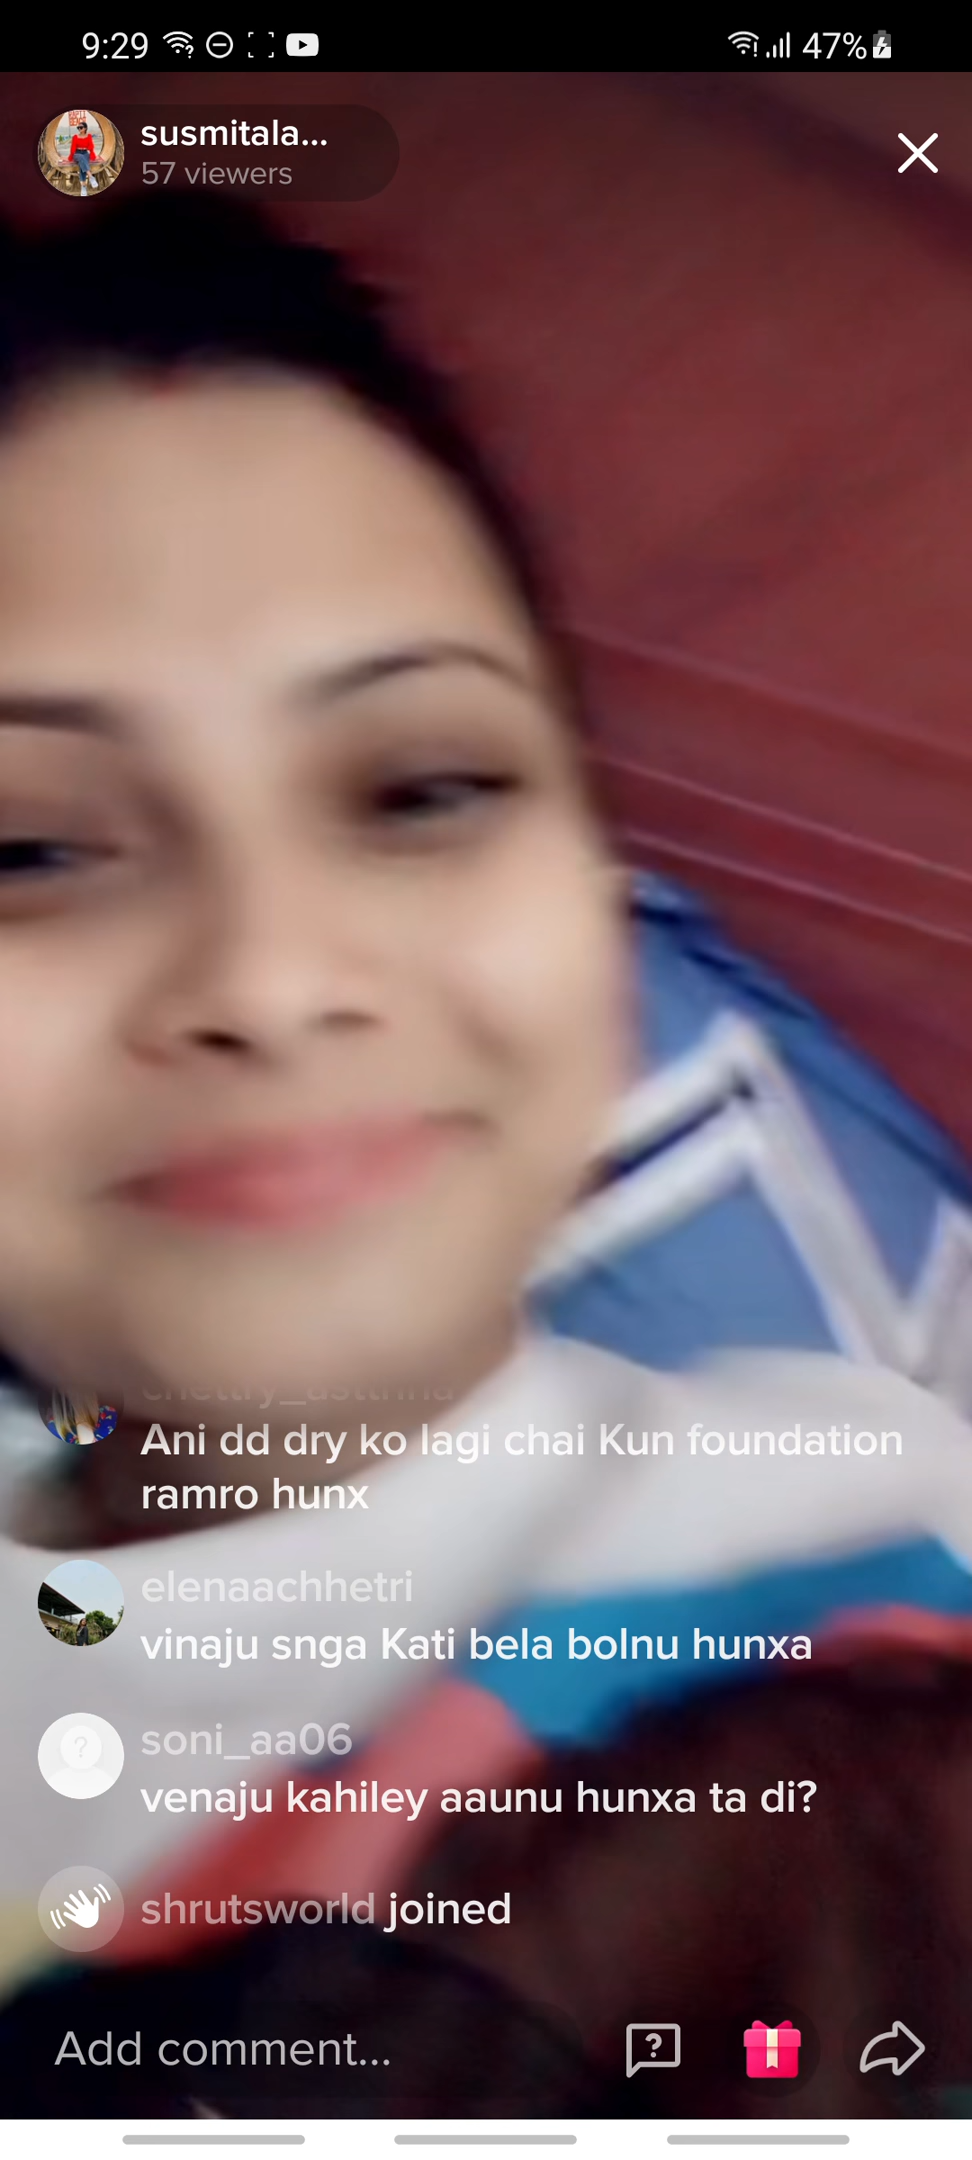 9:29
47%
susmitala...
57 viewers
Ani dd dry ko lagi chai Kun foundation
ramro hunx
elenaachhetri
vinaju snga Kati bela bolnu hunxa
soni_aa06
venaju kahiley aaunu hunxa ta di?
shrutsworld joined
Add comment...